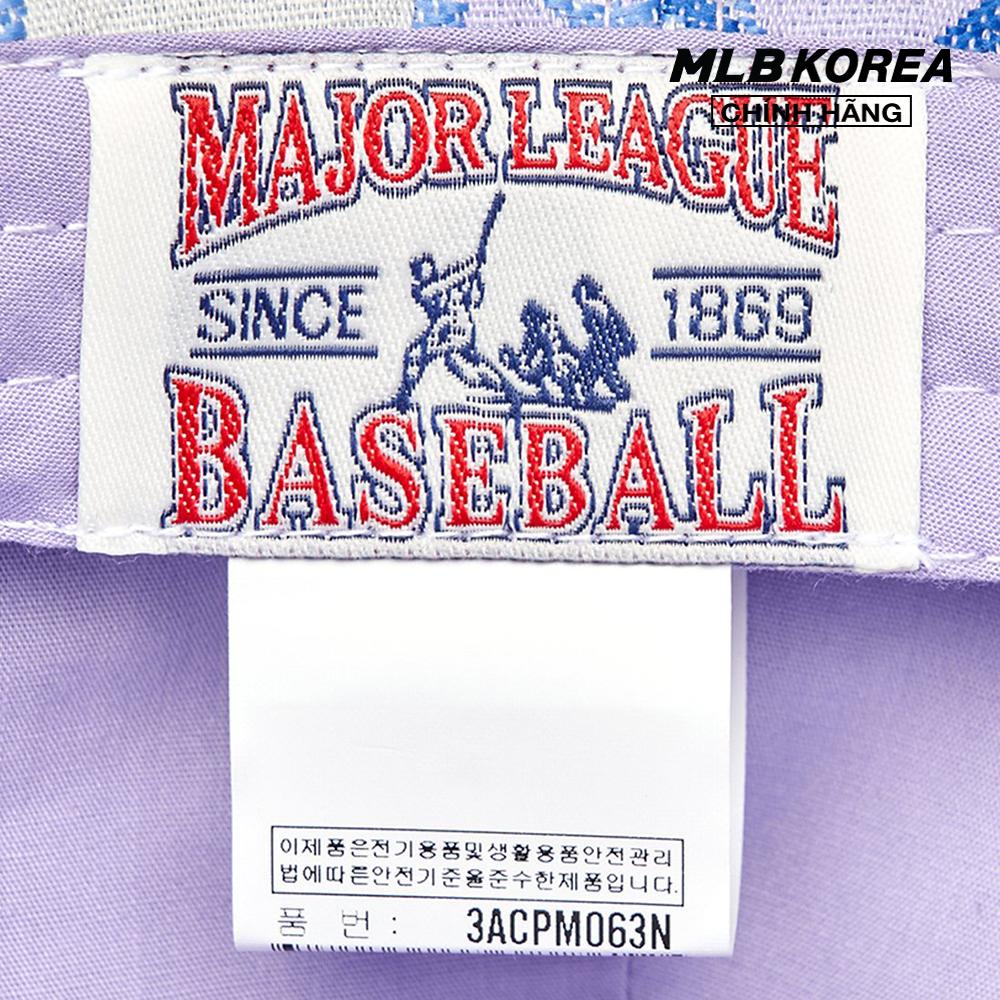 MLB KOREA
CHÍNH HÃNG
MAJOR LEAGUE
SINCE 1869
BASEBALL
이제품은전기용품및생활용품안전관리
법에따른안전기준을준수한제품입니다.
품 번 : 3ACPM063N